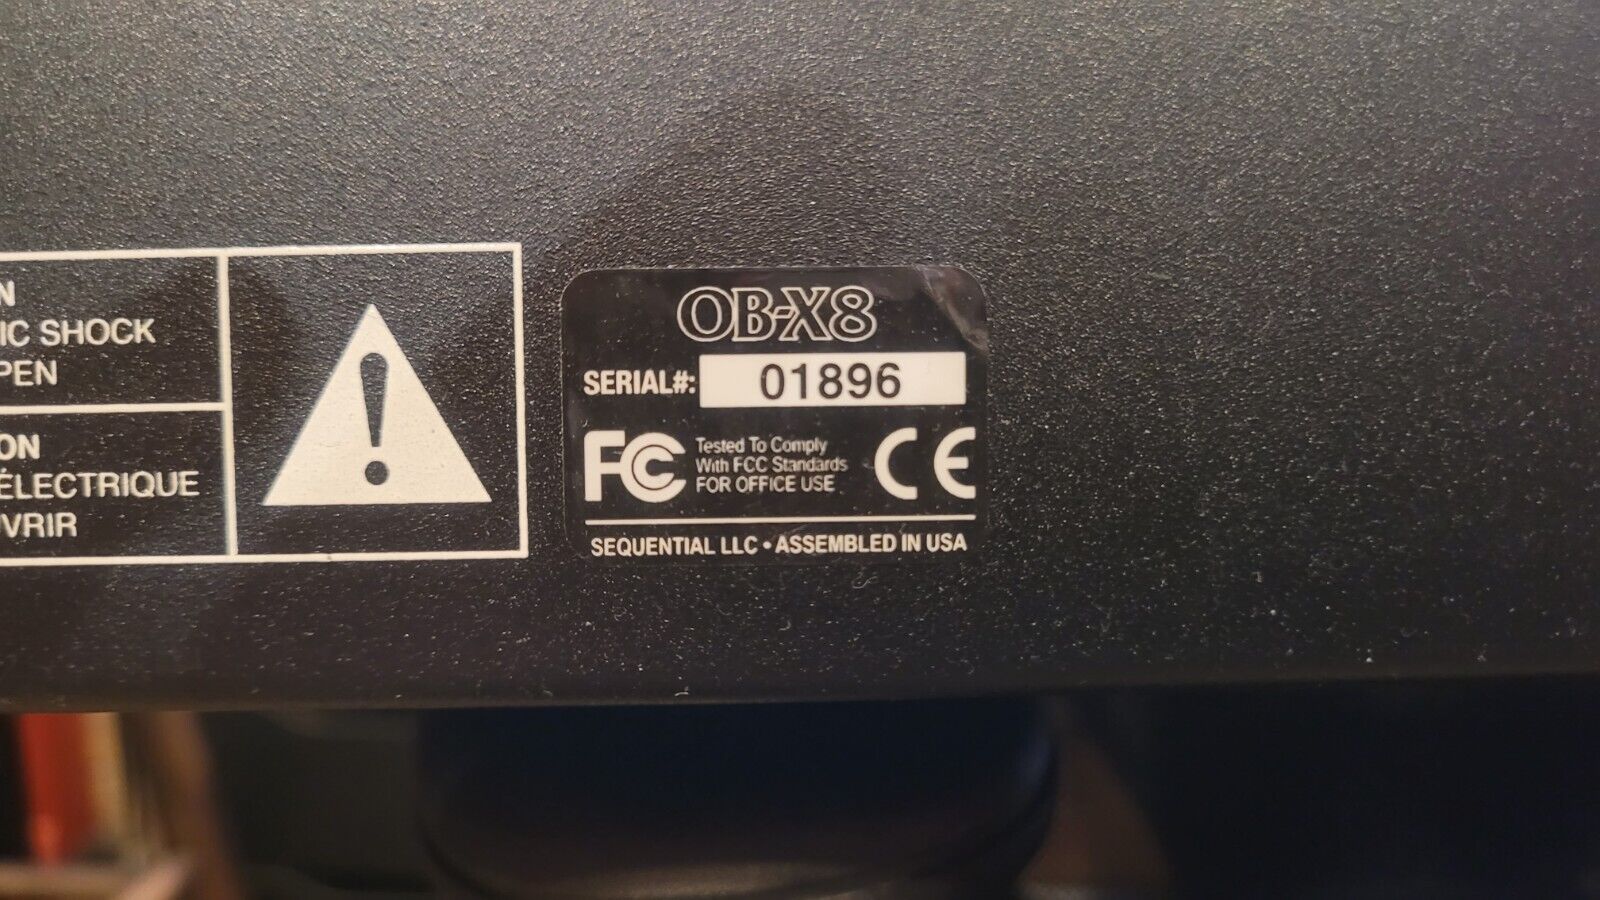 N
IC SHOCK
PEN
ON
ÉLECTRIQUE
UVRIR
OB-X8
SERIAL#: 01896
FC Tested To Comply
With FCC Standards
FOR OFFICE USE
CE
SEQUENTIAL LLC • ASSEMBLED IN USA